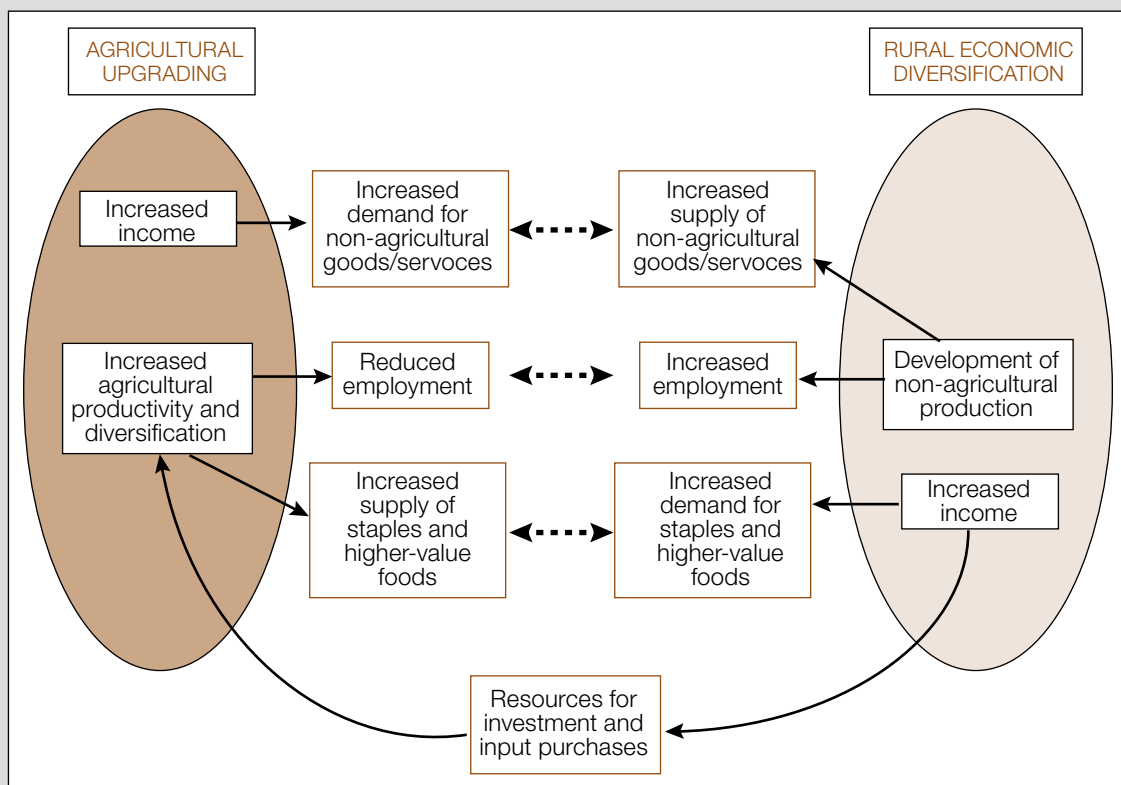 AGRICULTURAL
UPGRADING
RURAL ECONOMIC
DIVERSIFICATION
Increased
income
Increased
demand for
non-agricultural
goods/servoces
Increased
supply of
non-agricultural
goods/servoces
Increased
agricultural
productivity and
diversification
Reduced
employment
Increased
employment
Development of
non-agricultural
production
Increased
supply of
staples and
higher-value
foods
Increased
demand for
staples and
higher-value
foods
Increased
income
Resources for
investment and
input purchases